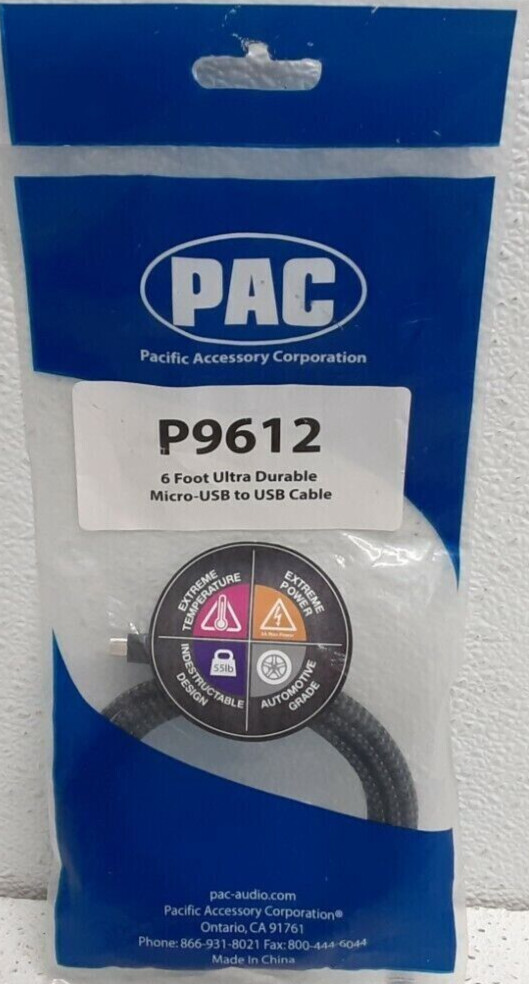 PAC
Pacific Accessory Corporation
P9612
6 Foot Ultra Durable
Micro-USB to USB Cable
EXTREME
TEMPERATURE
EXTREME
POWER
INDESTRUCTABLE
DESIGN
55lb
AUTOMOTIVE
GRADE
pac-audio.com
Pacific Accessory Corporation®
Ontario, CA 91761
Phone: 866-931-8021 Fax: 800-444-6044
Made In China